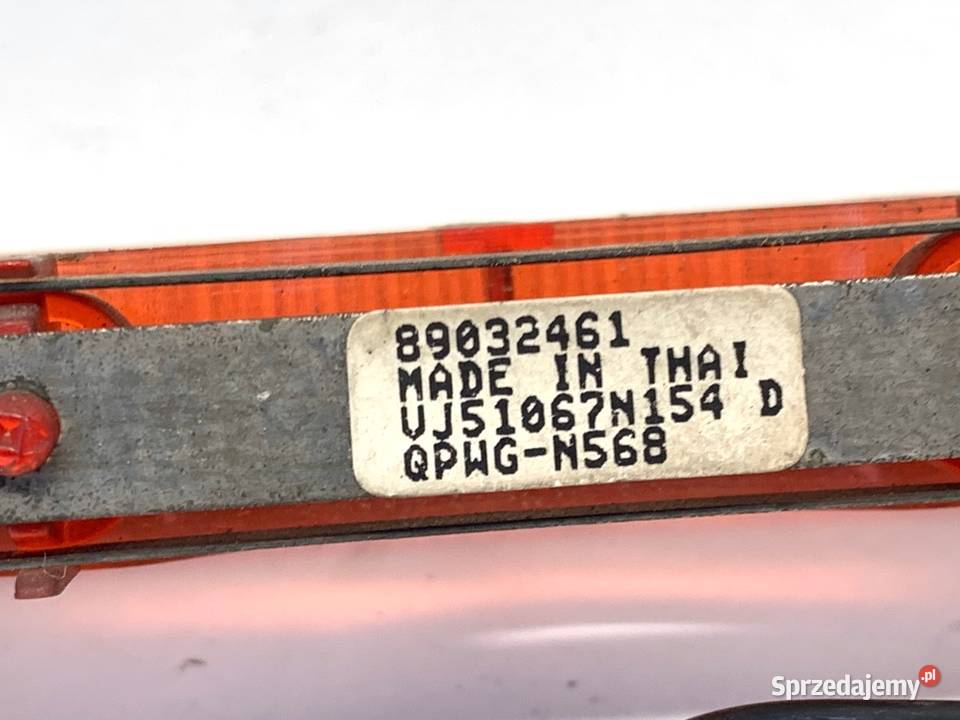 89032461
MADE IN THAI
VJ51067N154 D
QPWG-N568
Sprzedajemy.pl